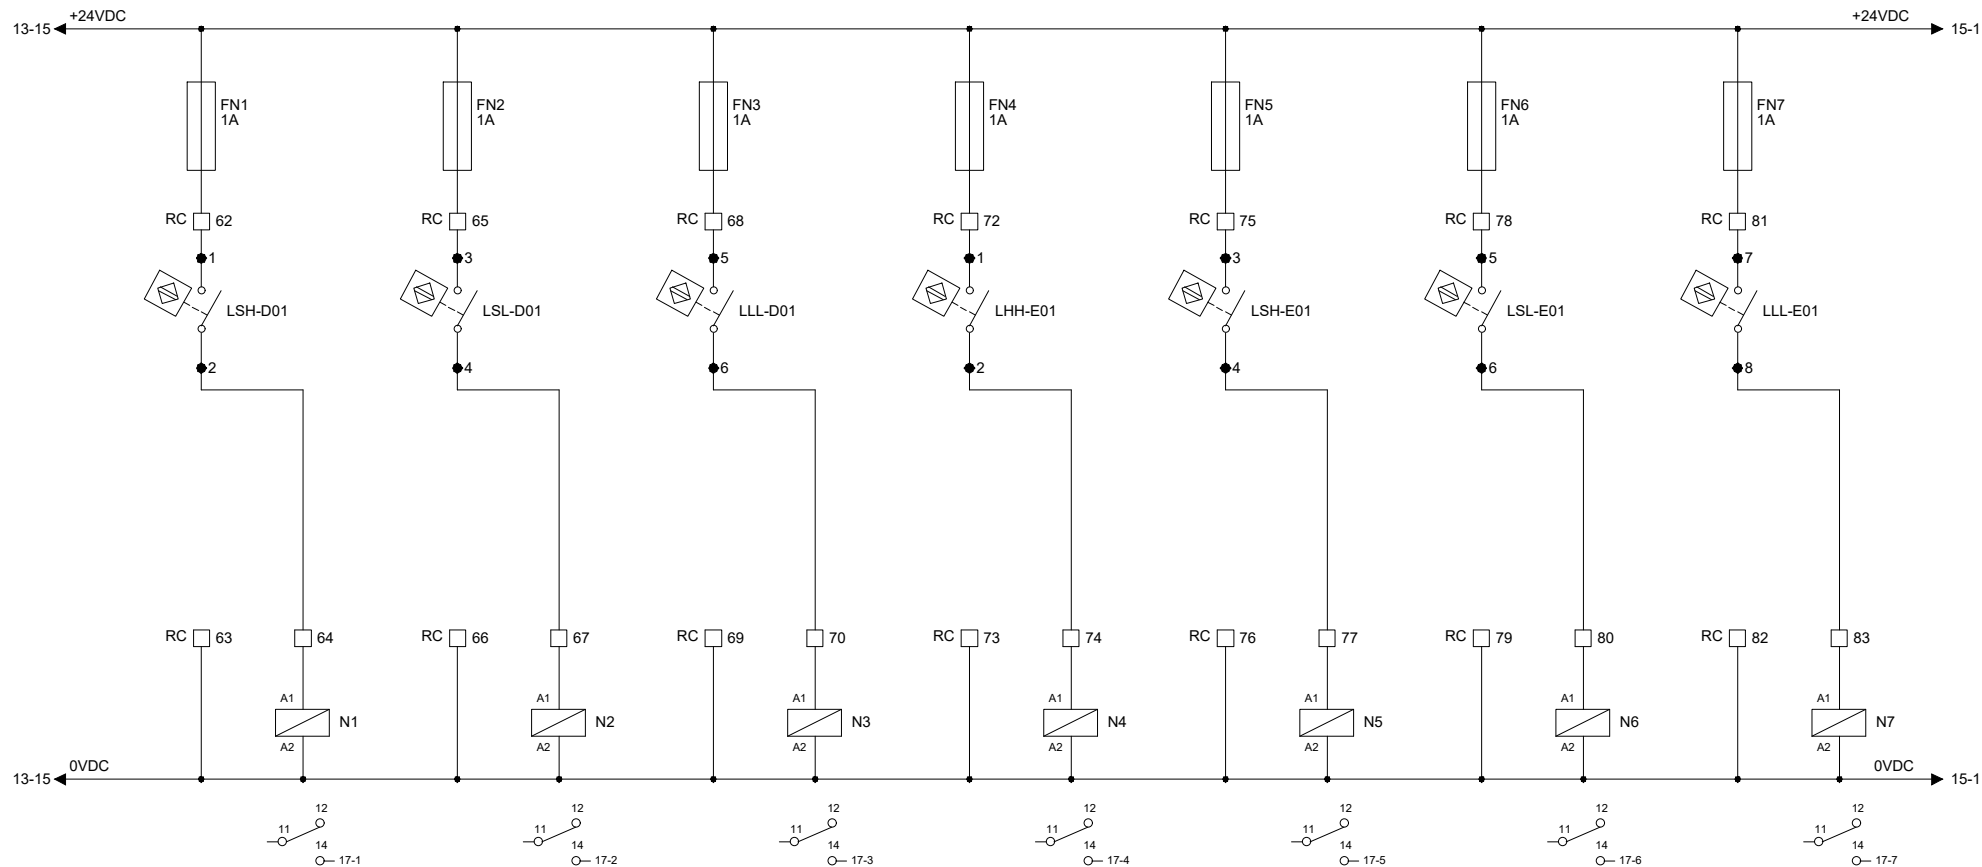 +24VDC +24VDC
13-15 15-1
FN1 FN2 FN3 FN4 FN5 FN6 FN7
1A 1A 1A 1A 1A 1A 1A
RC 62 RC 65 RC 68 RC 72 RC 75 RC 78 RC 81
1 3 5 1 3 5 7
LSH-D01 LSL-D01 LLL-D01 LHH-E01 LSH-E01 LSL-E01 LLL-E01
2 4 6 2 4 6 8
RC 63 64 RC 66 67 RC 69 70 RC 73 74 RC 76 77 RC 79 80 RC 82 83
A1 A1 A1 A1 A1 A1 A1
N1 N2 N3 N4 N5 N6 N7
A2 A2 A2 A2 A2 A2 A2
0VDC 0VDC
13-15 15-1
12 12 12 12 12 12 12
11 11 11 11 11 11 11
14 14 14 14 14 14 14
17-1 17-2 17-3 17-4 17-5 17-6 17-7